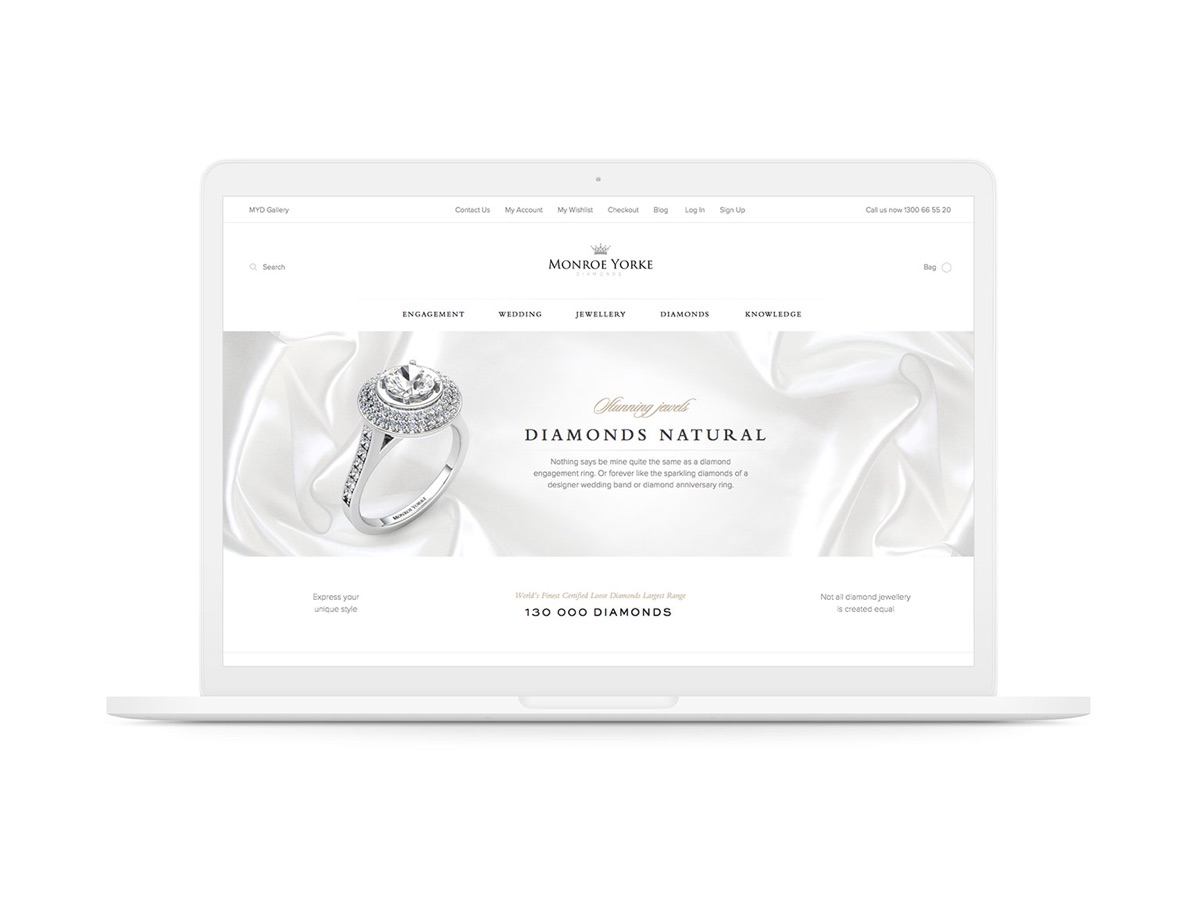 MYD Gallery
Contact Us
My Account
My Wishlist
Checkout
Blog
Log In
Sign Up
Call us now 1300 66 55 20
Search
MONROE YORKE
DIAMONDS
Bag
ENGAGEMENT
WEDDING
JEWELLERY
DIAMONDS
KNOWLEDGE
Stunning jewels
DIAMONDS NATURAL
Nothing says be mine quite the same as a diamond
engagement ring. Or forever like the sparkling diamonds of a
designer wedding band or diamond anniversary ring.
MONROE YORKE
Express your
unique style
World's Finest Certified Loose Diamonds Largest Range
130 000 DIAMONDS
Not all diamond jewellery
is created equal